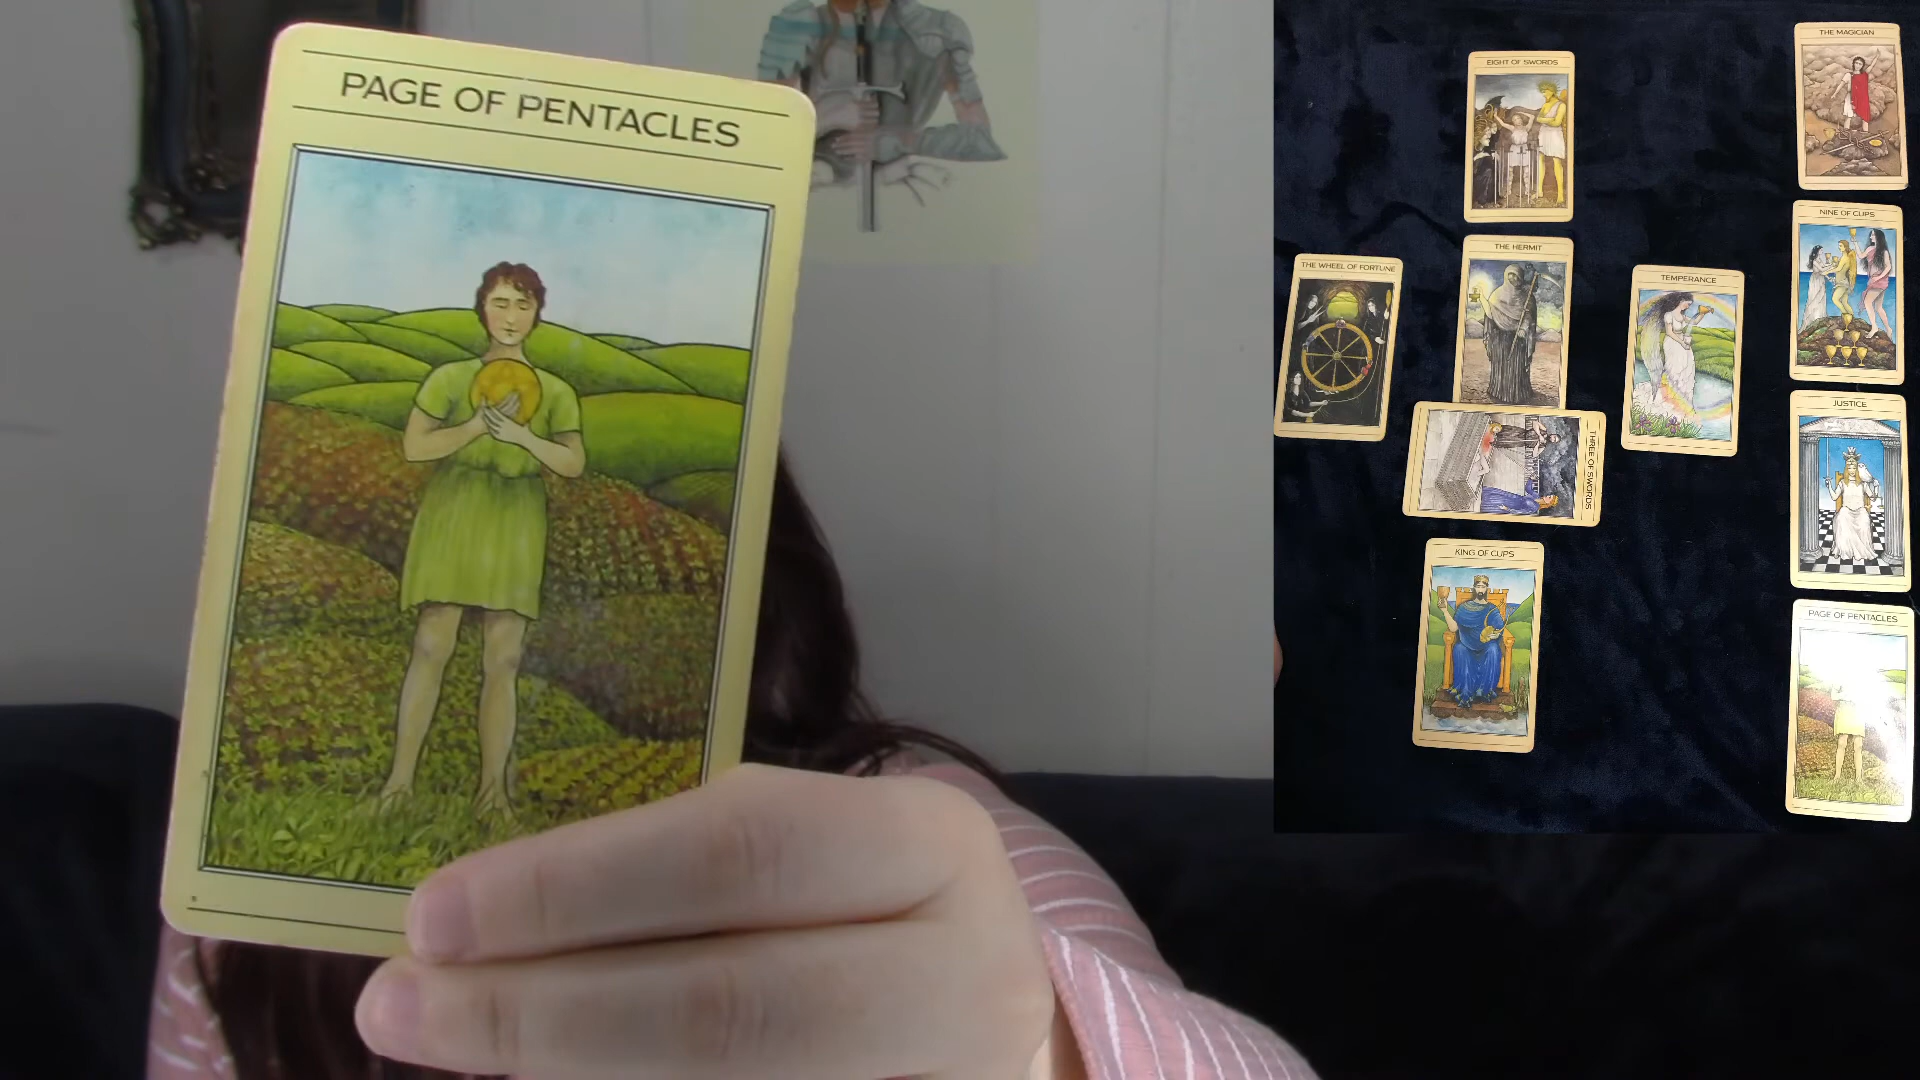 PAGE OF PENTACLES
EIGHT OF SWORDS
THE HERMIT
THE WHEEL OF FORTUNE
TEMPERANCE
THREE OF SWORDS
KING OF CUPS
THE MAGICIAN
NINE OF CUPS
JUSTICE
PAGE OF PENTACLES